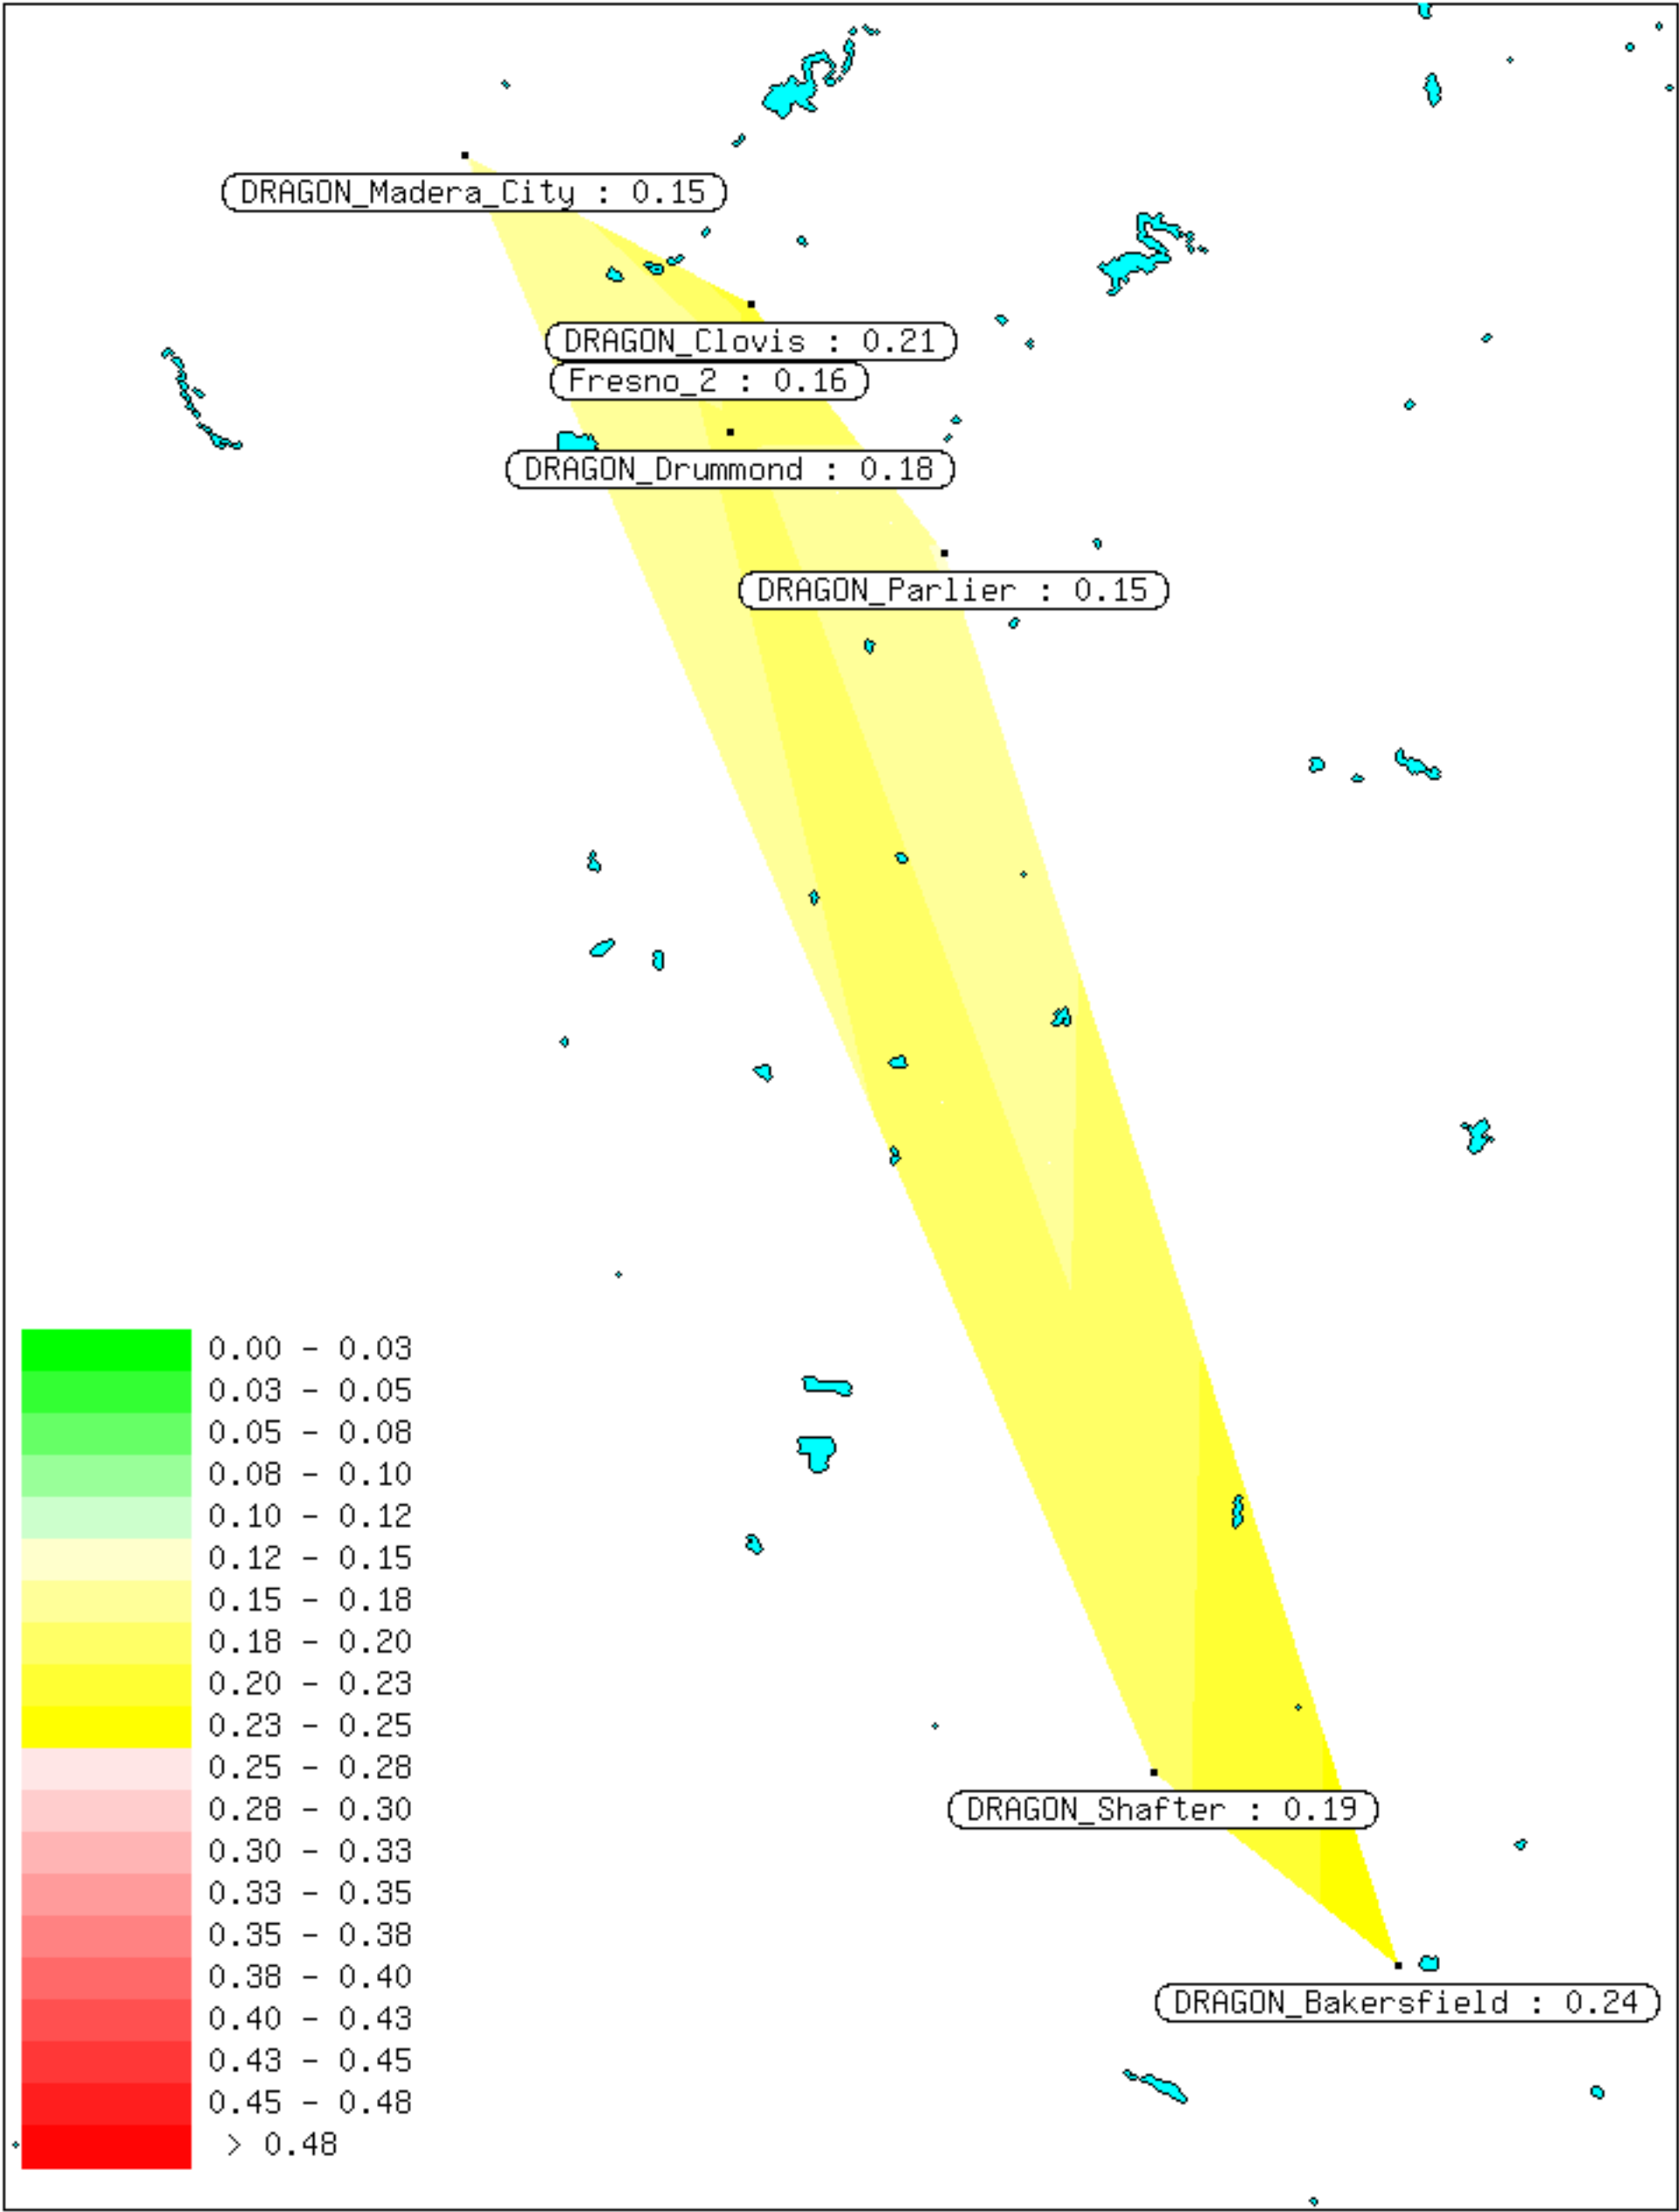 DRAGON_Madera_City : 0.15
DRAGON_Clovis : 0.21
Fresno_2 : 0.16
DRAGON_Drummond : 0.18
DRAGON_Parlier : 0.15
0.00 - 0.03
0.03 - 0.05
0.05 - 0.08
0.08 - 0.10
0.10 - 0.12
0.12 - 0.15
0.15 - 0.18
0.18 - 0.20
0.20 - 0.23
0.23 - 0.25
0.25 - 0.28
0.28 - 0.30
0.30 - 0.33
0.33 - 0.35
0.35 - 0.38
0.38 - 0.40
0.40 - 0.43
0.43 - 0.45
0.45 - 0.48
> 0.48
DRAGON_Shafter : 0.19
DRAGON_Bakersfield : 0.24